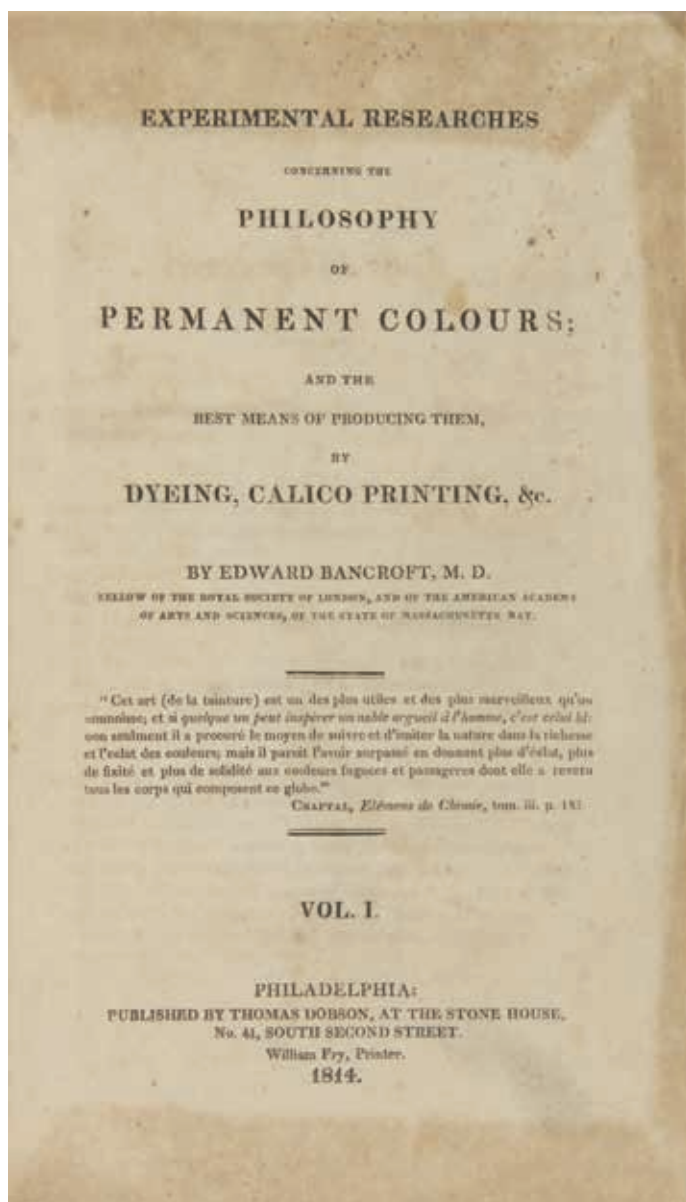 EXPERIMENTAL RESEARCHES
CONCERNING THE
PHILOSOPHY
OF
PERMANENT COLOURS;
AND THE
BEST MEANS OF PRODUCING THEM,
BY
DYEING, CALICO PRINTING, &c.
BY EDWARD BANCROFT, M. D.
FELLOW OF THE ROYAL SOCIETY OF LONDON, AND OF THE AMERICAN ACADEMY
OF ARTS AND SCIENCES, OF THE STATE OF MASSACHUSETTS BAY.
"Cet art (de la teinture) est un des plus utiles et des plus merveilleux qu'on
connoisse; et si quelque un peut inspérer un noble orgueil à l'homme, c'est celui là:
non seulment il a procuré le moyen de suivre et d'imiter la nature dans la richesse
et l'eclat des couleurs; mais il paroit l'avoir surpassé en donnant plus d'éclat, plus
de fixité et plus de solidité aux couleurs fugaces et passageres dont elle a revetu
tous les corps qui composent ce globe."
CHAPTAL, Elémens de Chimie, tom. iii. p.
VOL. I.
PHILADELPHIA:
PUBLISHED BY THOMAS DOBSON, AT THE STONE HOUSE,
No. 41, SOUTH SECOND STREET.
William Fry, Printer.
1814.